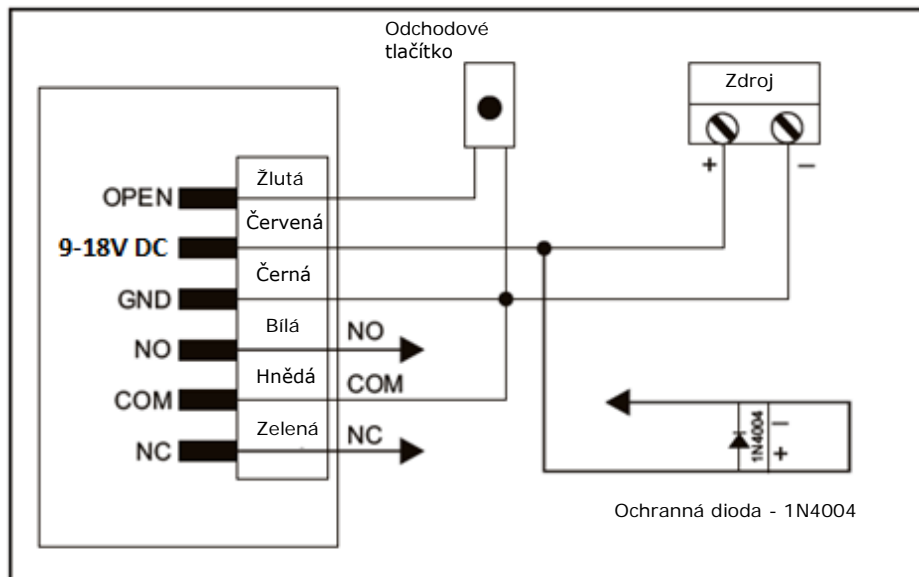 Odchodové
tlačítko
Zdroj
+ −
OPEN Žlutá
9-18V DC Červená
GND Černá
NO Bílá NO
COM Hnědá COM
NC Zelená NC
1N4004
−
+
Ochranná dioda - 1N4004